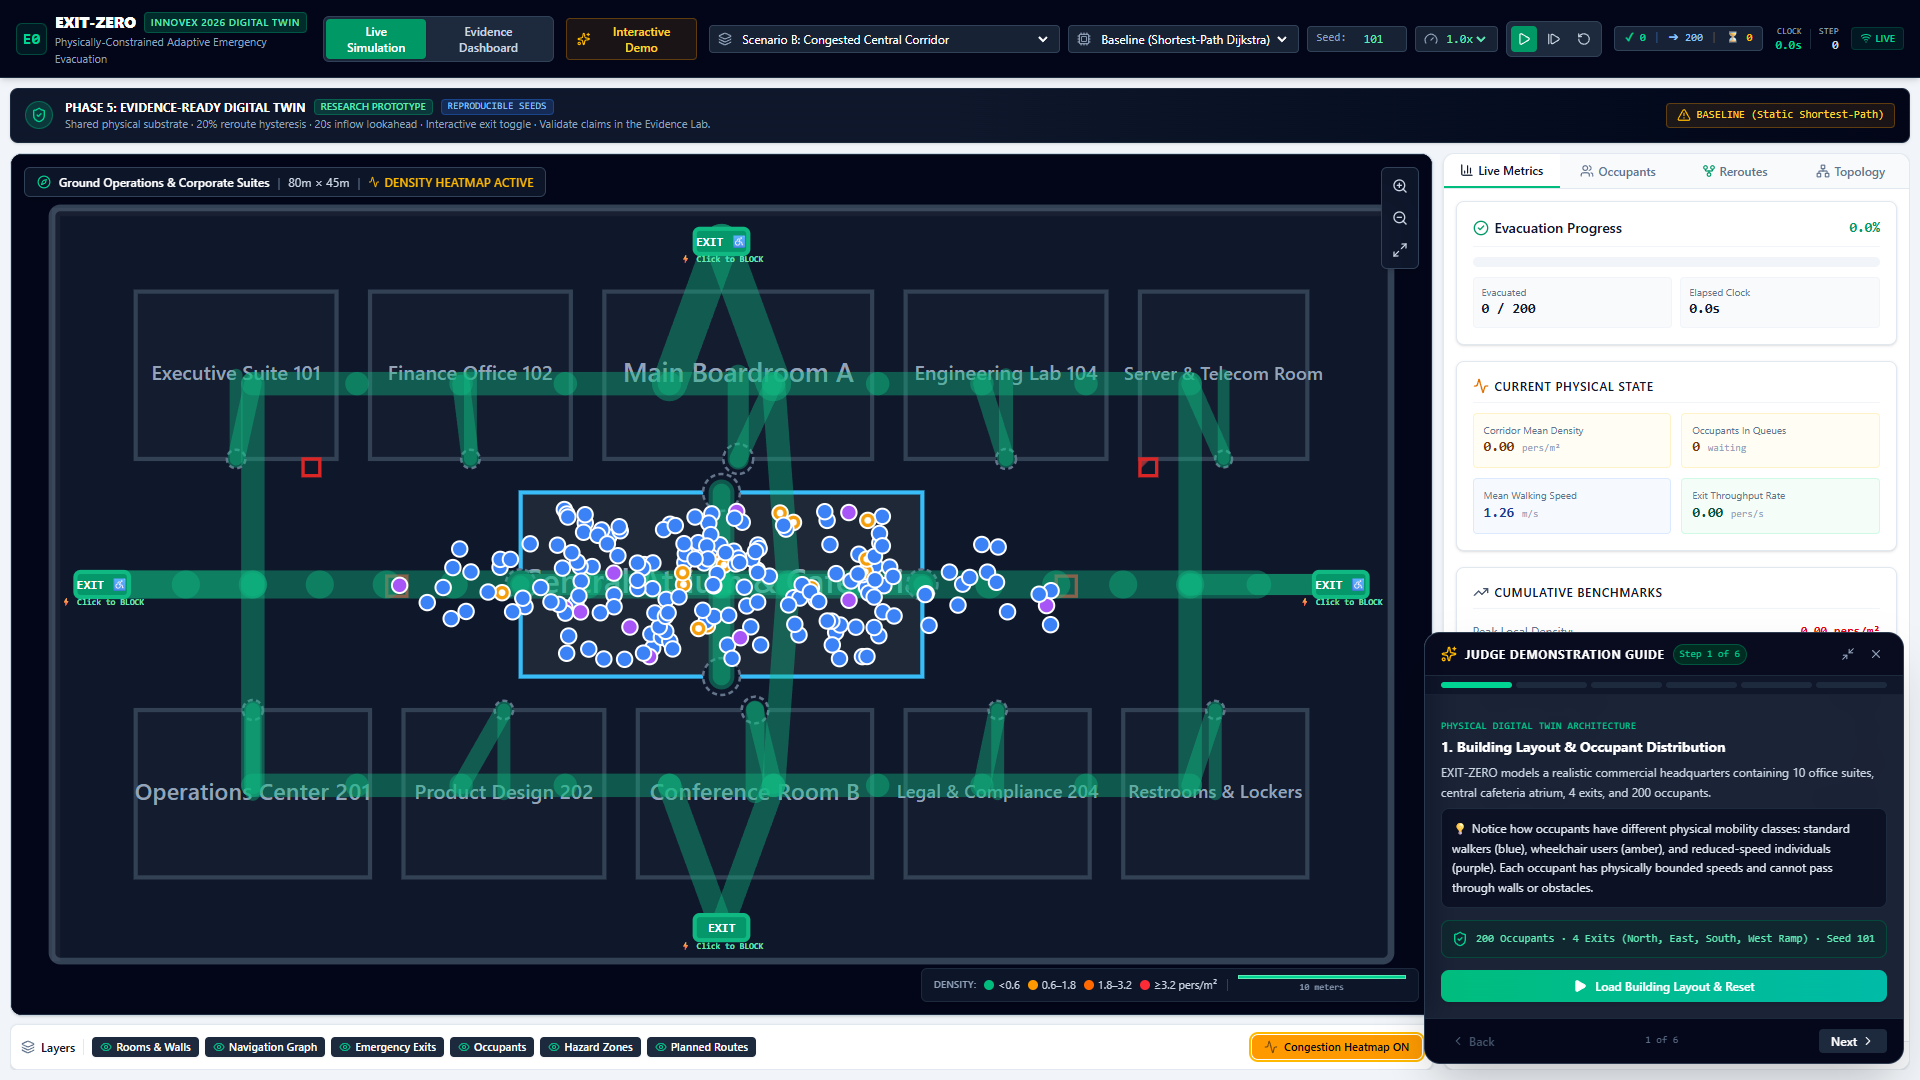 E0
EXIT-ZERO
INNOVEX 2026 DIGITAL TWIN
Physically-Constrained Adaptive Emergency
Evacuation
Live
Simulation
Evidence
Dashboard
Interactive
Demo
Scenario B: Congested Central Corridor
Baseline (Shortest-Path Dijkstra)
Seed: 101
1.0x
✓ 0 | → 200 | ⏳ 0
CLOCK
0.0s
STEP
0
LIVE
PHASE 5: EVIDENCE-READY DIGITAL TWIN
RESEARCH PROTOTYPE
REPRODUCIBLE SEEDS
Shared physical substrate · 20% reroute hysteresis · 20s inflow lookahead · Interactive exit toggle · Validate claims in the Evidence Lab.
BASELINE (Static Shortest-Path)
Ground Operations & Corporate Suites | 80m × 45m | DENSITY HEATMAP ACTIVE
EXIT
Click to BLOCK
Executive Suite 101
Finance Office 102
Main Boardroom A
Engineering Lab 104
Server & Telecom Room
EXIT
Click to BLOCK
EXIT
Click to BLOCK
Operations Center 201
Product Design 202
Conference Room B
Legal & Compliance 204
Restrooms & Lockers
EXIT
Click to BLOCK
DENSITY: <0.6 0.6–1.8 1.8–3.2 ≥3.2 pers/m²
10 meters
Layers
Rooms & Walls
Navigation Graph
Emergency Exits
Occupants
Hazard Zones
Planned Routes
Congestion Heatmap ON
Live Metrics
Occupants
Reroutes
Topology
Evacuation Progress
0.0%
Evacuated
0 / 200
Elapsed Clock
0.0s
CURRENT PHYSICAL STATE
Corridor Mean Density
0.00 pers/m²
Occupants In Queues
0 waiting
Mean Walking Speed
1.26 m/s
Exit Throughput Rate
0.00 pers/s
CUMULATIVE BENCHMARKS
Peak Local Density: 0.00 pers/m²
JUDGE DEMONSTRATION GUIDE
Step 1 of 6
PHYSICAL DIGITAL TWIN ARCHITECTURE
1. Building Layout & Occupant Distribution
EXIT-ZERO models a realistic commercial headquarters containing 10 office suites,
central cafeteria atrium, 4 exits, and 200 occupants.
💡 Notice how occupants have different physical mobility classes: standard
walkers (blue), wheelchair users (amber), and reduced-speed individuals
(purple). Each occupant has physically bounded speeds and cannot pass
through walls or obstacles.
200 Occupants · 4 Exits (North, East, South, West Ramp) · Seed 101
Load Building Layout & Reset
Back
1 of 6
Next